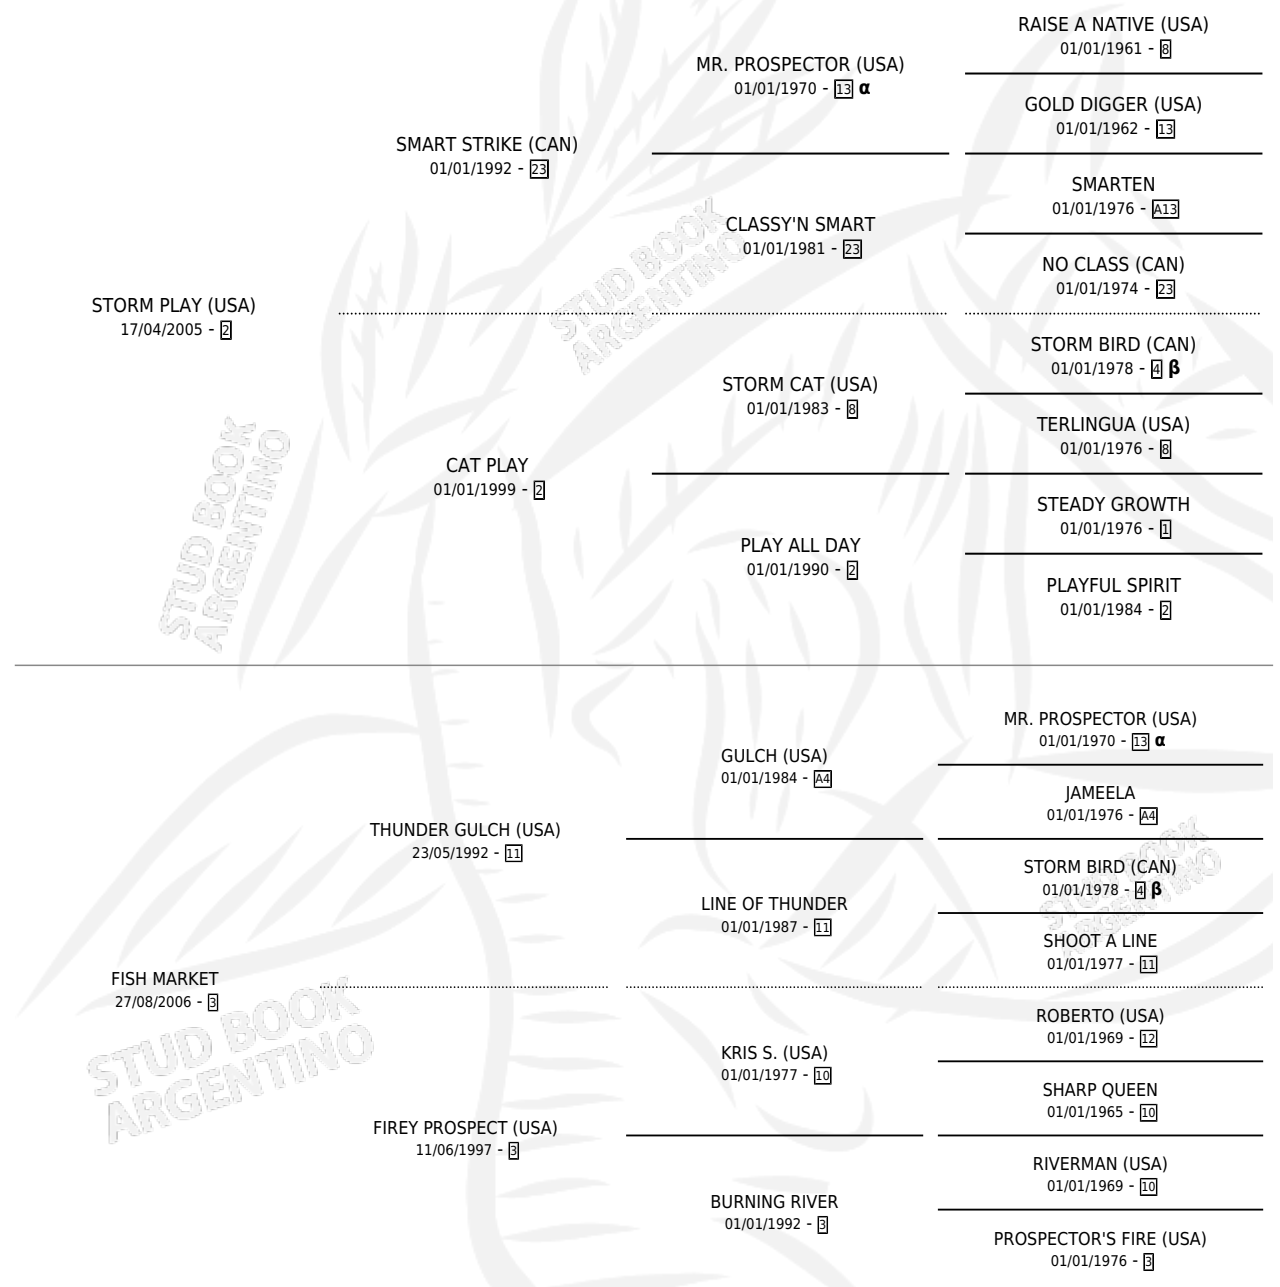 RAISE A NATIVE (USA)
01/01/1961 - 8
MR. PROSPECTOR (USA)
01/01/1970 - 13 α
GOLD DIGGER (USA)
01/01/1962 - 13
SMART STRIKE (CAN)
01/01/1992 - 23
SMARTEN
01/01/1976 - A13
CLASSY'N SMART
01/01/1981 - 23
NO CLASS (CAN)
01/01/1974 - 23
STORM PLAY (USA)
17/04/2005 - 2
STORM BIRD (CAN)
01/01/1978 - 4 β
STORM CAT (USA)
01/01/1983 - 8
TERLINGUA (USA)
01/01/1976 - 8
CAT PLAY
01/01/1999 - 2
STEADY GROWTH
01/01/1976 - 1
PLAY ALL DAY
01/01/1990 - 2
PLAYFUL SPIRIT
01/01/1984 - 2
MR. PROSPECTOR (USA)
01/01/1970 - 13 α
GULCH (USA)
01/01/1984 - A4
JAMEELA
01/01/1976 - A4
THUNDER GULCH (USA)
23/05/1992 - 11
STORM BIRD (CAN)
01/01/1978 - 4 β
LINE OF THUNDER
01/01/1987 - 11
SHOOT A LINE
01/01/1977 - 11
FISH MARKET
27/08/2006 - 3
ROBERTO (USA)
01/01/1969 - 12
KRIS S. (USA)
01/01/1977 - 10
SHARP QUEEN
01/01/1965 - 10
FIREY PROSPECT (USA)
11/06/1997 - 3
RIVERMAN (USA)
01/01/1969 - 10
BURNING RIVER
01/01/1992 - 3
PROSPECTOR'S FIRE (USA)
01/01/1976 - 3
STUD BOOK
ARGENTINO
STUD BOOK
ARGENTINO
STUD BOOK
ARGENTINO
STUD BOOK
ARGENTINO